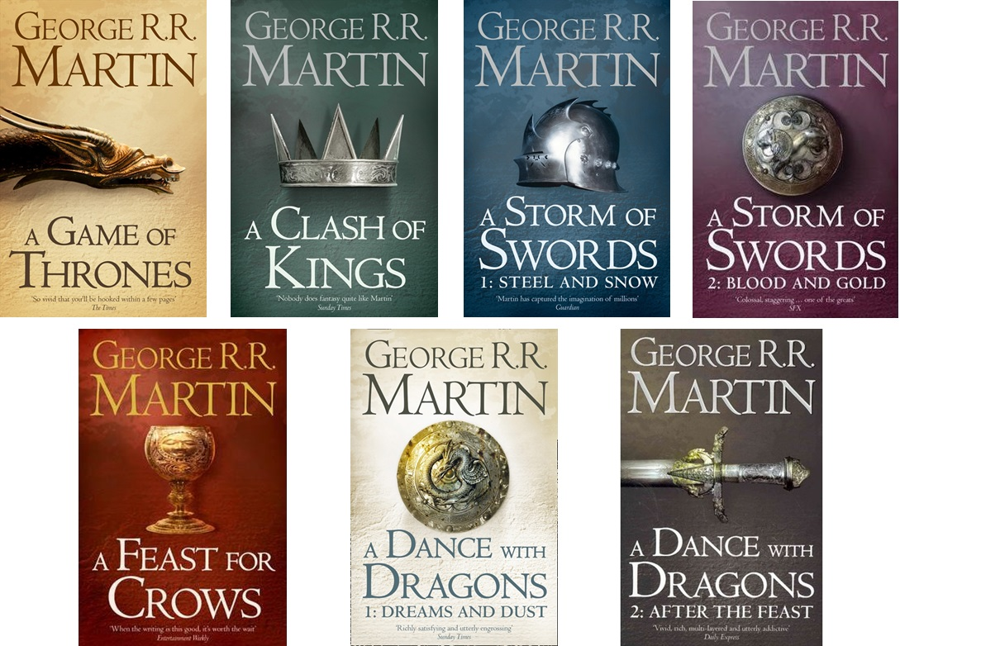 GEORGE R.R.
MARTIN
A GAME OF
THRONES
'So vivid that you'll be hooked within a few pages'
The Times
GEORGE R.R.
MARTIN
A CLASH OF
KINGS
'Nobody does fantasy quite like Martin'
Sunday Times
GEORGE R.R.
MARTIN
A STORM OF
SWORDS
1: STEEL AND SNOW
'Martin has captured the imagination of millions'
Guardian
GEORGE R.R.
MARTIN
A STORM OF
SWORDS
2: BLOOD AND GOLD
'Colossal, staggering ... one of the greats'
SFX
GEORGE R.R.
MARTIN
A FEAST FOR
CROWS
'When the writing is this good, it's worth the wait'
Entertainment Weekly
GEORGE R.R.
MARTIN
A DANCE WITH
DRAGONS
1: DREAMS AND DUST
'Richly satisfying and utterly engrossing'
Sunday Times
GEORGE R.R.
MARTIN
A DANCE WITH
DRAGONS
2: AFTER THE FEAST
'Vivid, rich, multi-layered and utterly addictive'
Daily Express